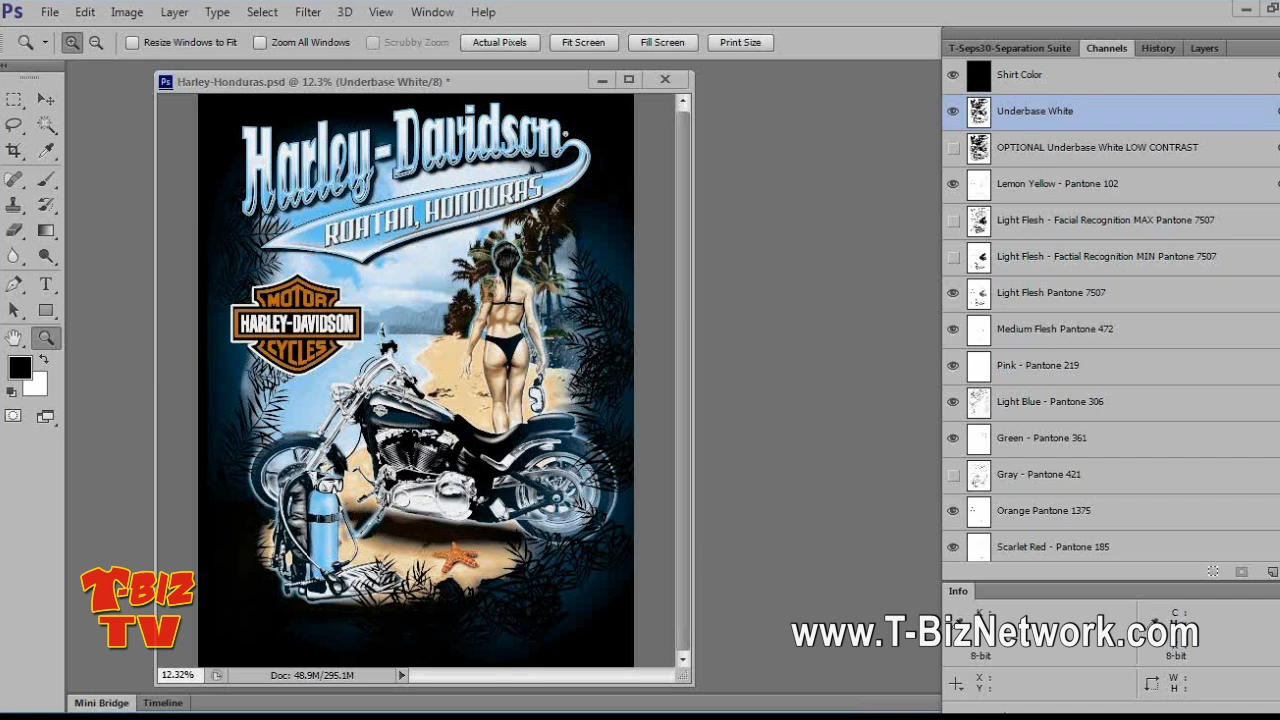 Ps File Edit Image Layer Type Select Filter 3D View Window Help
Resize Windows to Fit Zoom All Windows Scrubby Zoom Actual Pixels Fit Screen Fill Screen Print Size
T-Seps30-Separation Suite Channels History Layers
Ps Harley-Honduras.psd @ 12.3% (Underbase White/8) *
Harley-Davidson
ROATAN, HONDURAS
MOTOR
HARLEY-DAVIDSON
CYCLES
Shirt Color
Underbase White
OPTIONAL Underbase White LOW CONTRAST
Lemon Yellow - Pantone 102
Light Flesh - Facial Recognition MAX Pantone 7507
Light Flesh - Factial Recognition MIN Pantone 7507
Light Flesh Pantone 7507
Medium Flesh Pantone 472
Pink - Pantone 219
Light Blue - Pantone 306
Green - Pantone 361
Gray - Pantone 421
Orange Pantone 1375
Scarlet Red - Pantone 185
Info
K :
C :
8-bit
8-bit
X :
Y :
W :
H :
T-BIZ
TV
www.T-BizNetwork.com
12.32% Doc: 48.9M/295.1M
Mini Bridge Timeline